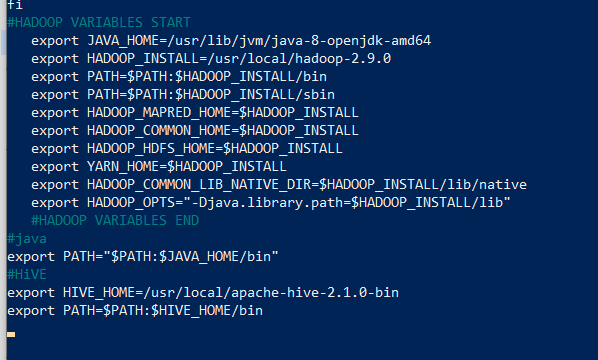 fi
#HADOOP VARIABLES START
export JAVA_HOME=/usr/lib/jvm/java-8-openjdk-amd64
export HADOOP_INSTALL=/usr/local/hadoop-2.9.0
export PATH=$PATH:$HADOOP_INSTALL/bin
export PATH=$PATH:$HADOOP_INSTALL/sbin
export HADOOP_MAPRED_HOME=$HADOOP_INSTALL
export HADOOP_COMMON_HOME=$HADOOP_INSTALL
export HADOOP_HDFS_HOME=$HADOOP_INSTALL
export YARN_HOME=$HADOOP_INSTALL
export HADOOP_COMMON_LIB_NATIVE_DIR=$HADOOP_INSTALL/lib/native
export HADOOP_OPTS="-Djava.library.path=$HADOOP_INSTALL/lib"
#HADOOP VARIABLES END
#java
export PATH="$PATH:$JAVA_HOME/bin"
#HiVE
export HIVE_HOME=/usr/local/apache-hive-2.1.0-bin
export PATH=$PATH:$HIVE_HOME/bin